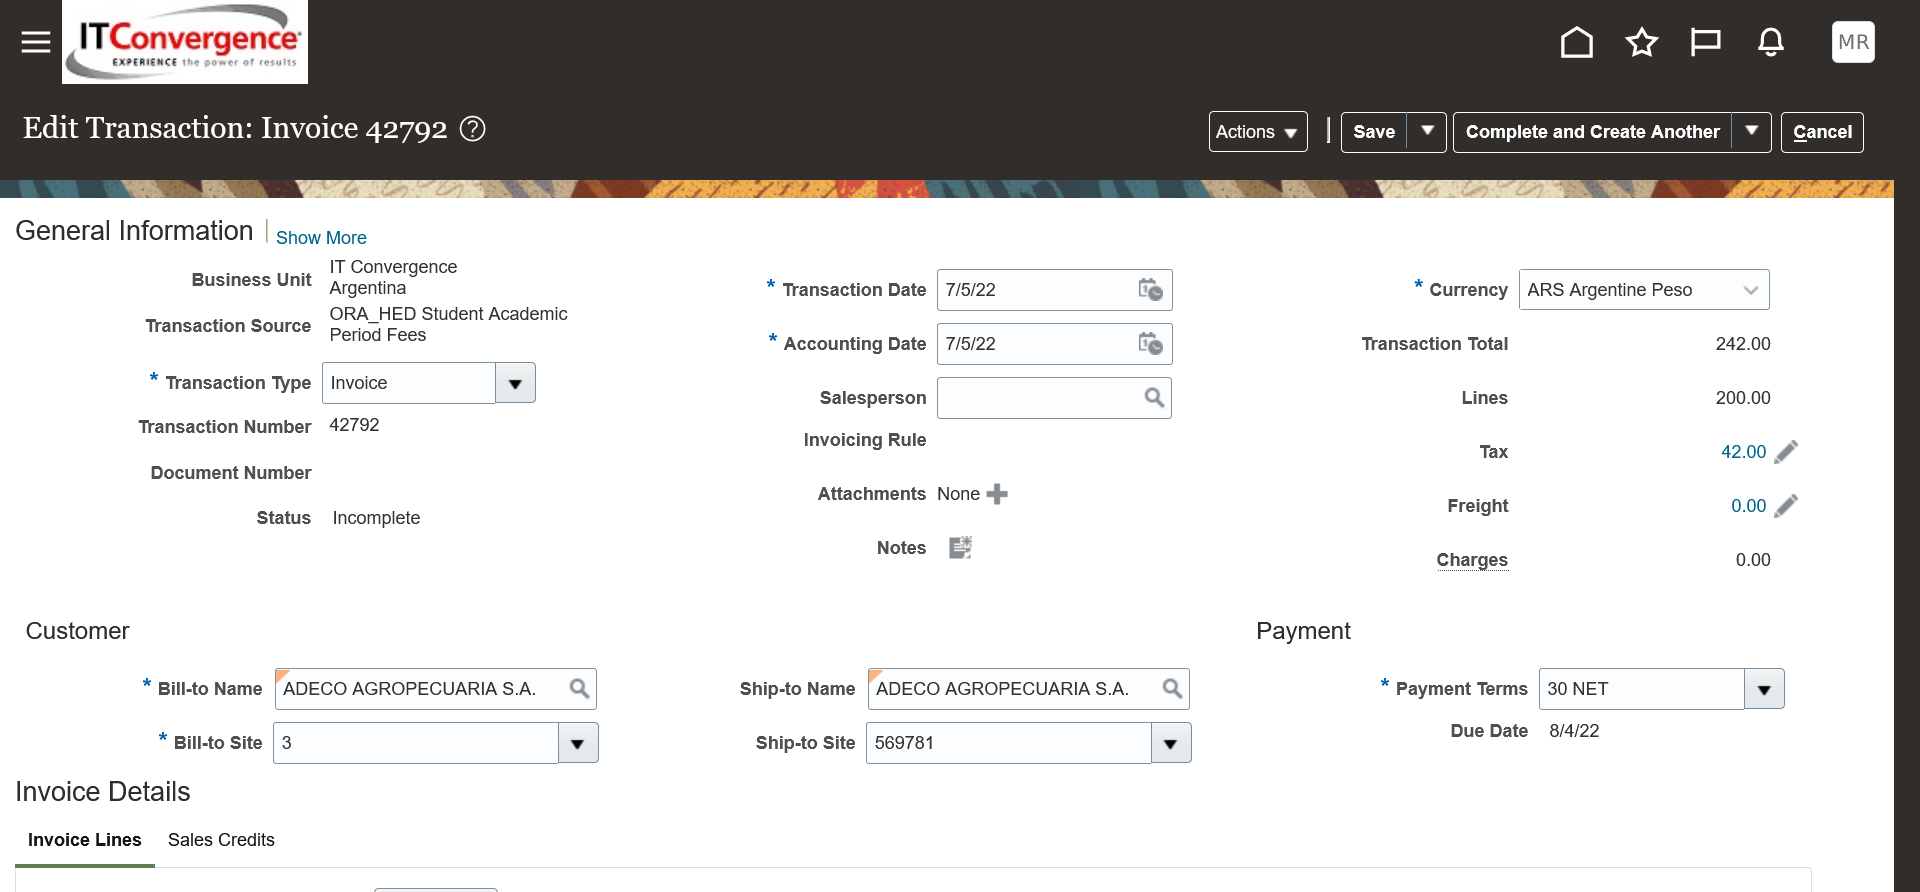 ITConvergence
EXPERIENCE the power of results
MR
Edit Transaction: Invoice 42792 ?
Actions
Save
Complete and Create Another
Cancel
General Information
Show More
Business Unit
IT Convergence
Argentina
Transaction Source
ORA_HED Student Academic
Period Fees
* Transaction Type
Invoice
Transaction Number
42792
Document Number
Status
Incomplete
* Transaction Date
7/5/22
* Accounting Date
7/5/22
Salesperson
Invoicing Rule
Attachments
None
Notes
* Currency
ARS Argentine Peso
Transaction Total
242.00
Lines
200.00
Tax
42.00
Freight
0.00
Charges
0.00
Customer
* Bill-to Name
ADECO AGROPECUARIA S.A.
* Bill-to Site
3
Ship-to Name
ADECO AGROPECUARIA S.A.
Ship-to Site
569781
Payment
* Payment Terms
30 NET
Due Date
8/4/22
Invoice Details
Invoice Lines
Sales Credits